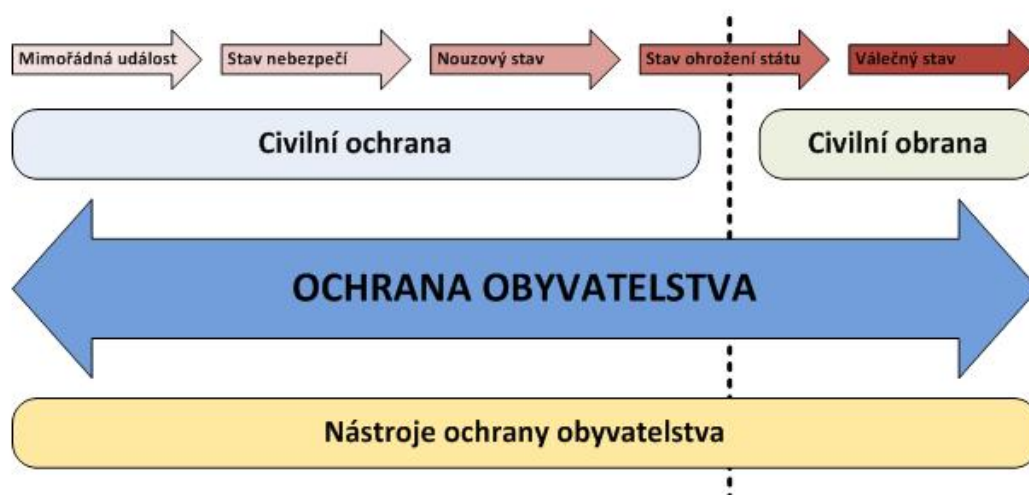 Mimořádná událost
Stav nebezpečí
Nouzový stav
Stav ohrožení státu
Válečný stav
Civilní ochrana
Civilní obrana
OCHRANA OBYVATELSTVA
Nástroje ochrany obyvatelstva